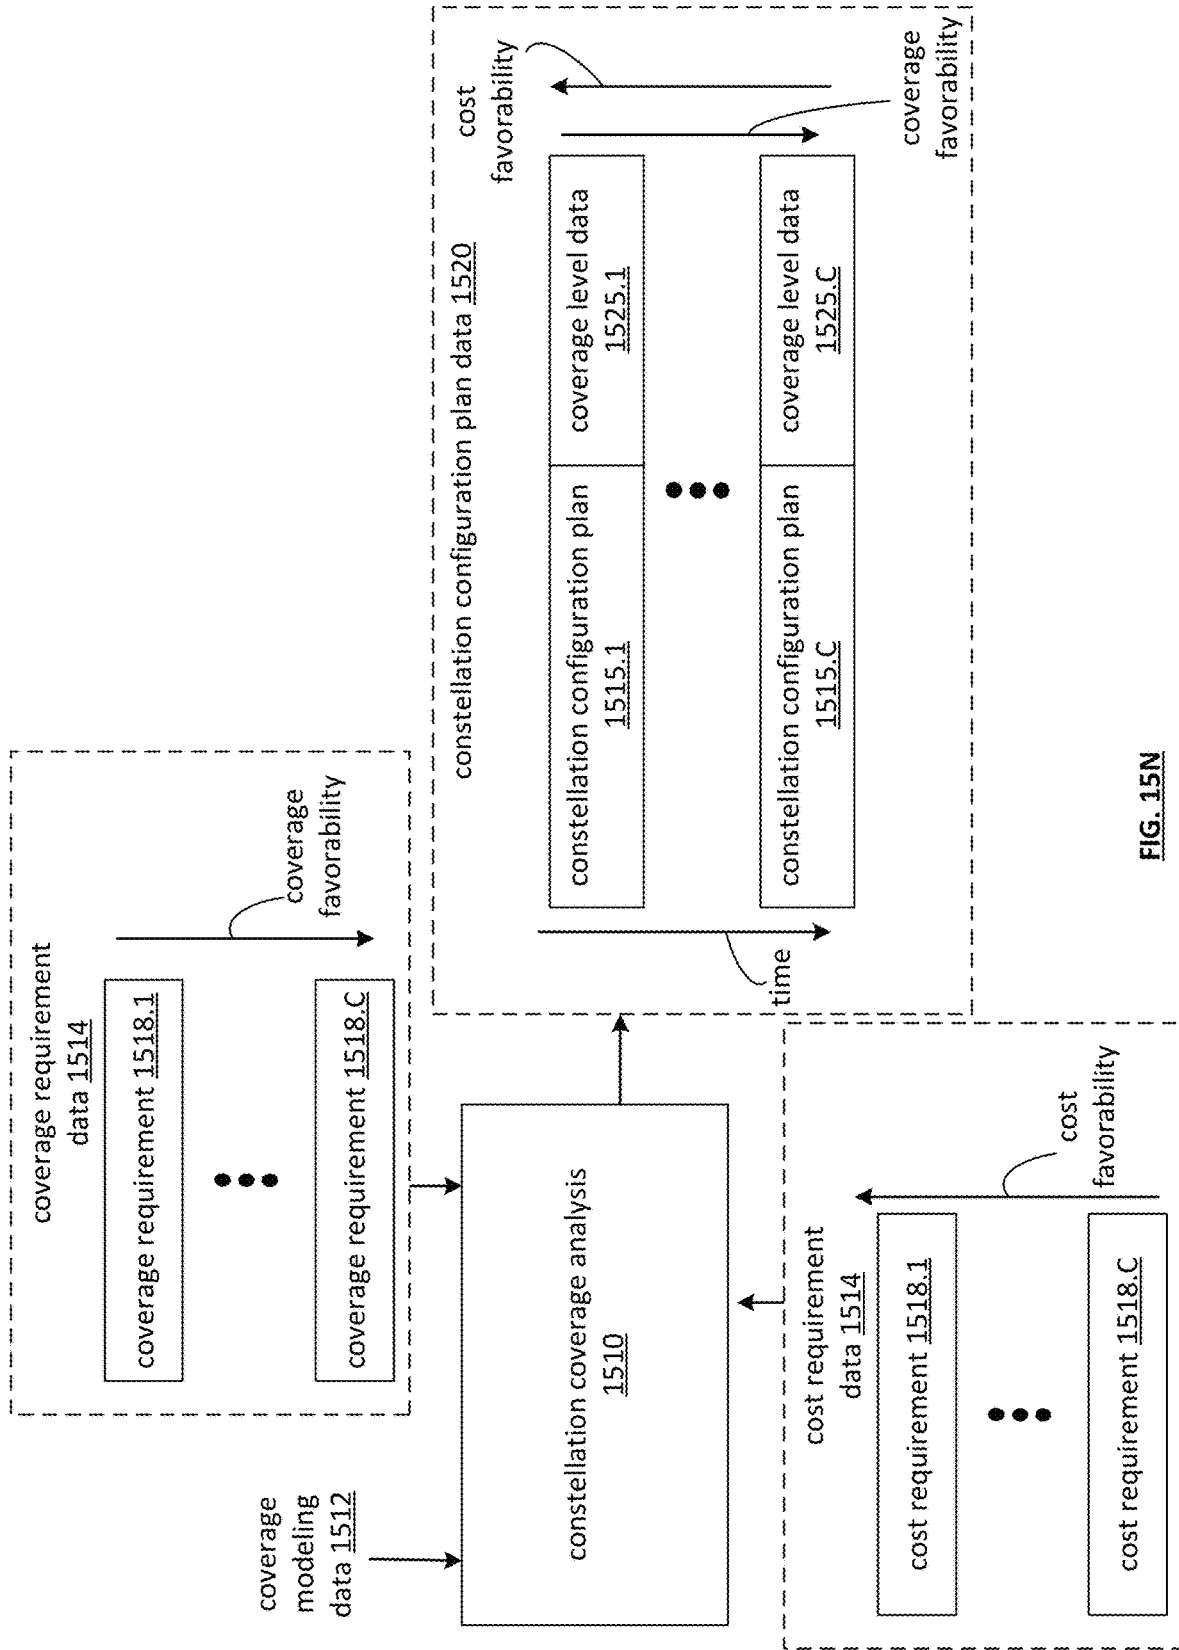 coverage
modeling
data 1512
coverage requirement
data 1514
coverage requirement 1518.1
coverage requirement 1518.C
coverage
favorability
constellation coverage analysis
1510
cost requirement
data 1514
cost requirement 1518.1
cost requirement 1518.C
cost
favorability
constellation configuration plan data 1520
time
constellation configuration plan
1515.1
coverage level data
1525.1
constellation configuration plan
1515.C
coverage level data
1525.C
cost
favorability
coverage
favorability
FIG. 15N